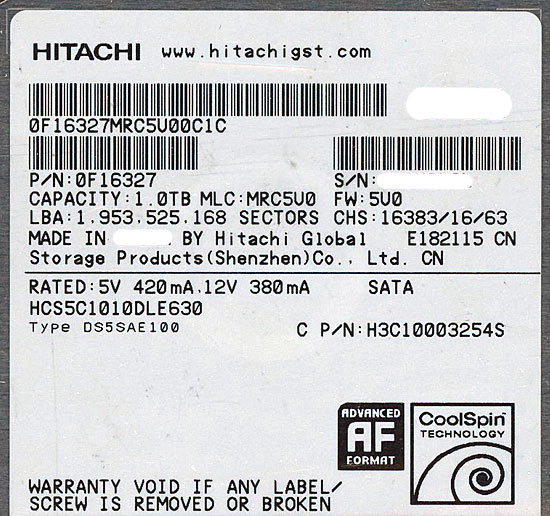 HITACHI www.hitachigst.com
0F16327MRC5U00C1C
P/N:0F16327 S/N:
CAPACITY:1.0TB MLC:MRC5U0 FW:5U0
LBA:1,953,525,168 SECTORS CHS:16383/16/63
MADE IN BY Hitachi Global E182115 CN
Storage Products(Shenzhen)Co., Ltd. CN
RATED:5V 420mA,12V 380mA SATA
HCS5C1010DLE630
Type DS5SAE100
C P/N:H3C10003254S
ADVANCED
AF
FORMAT
CoolSpin™
TECHNOLOGY
WARRANTY VOID IF ANY LABEL/
SCREW IS REMOVED OR BROKEN